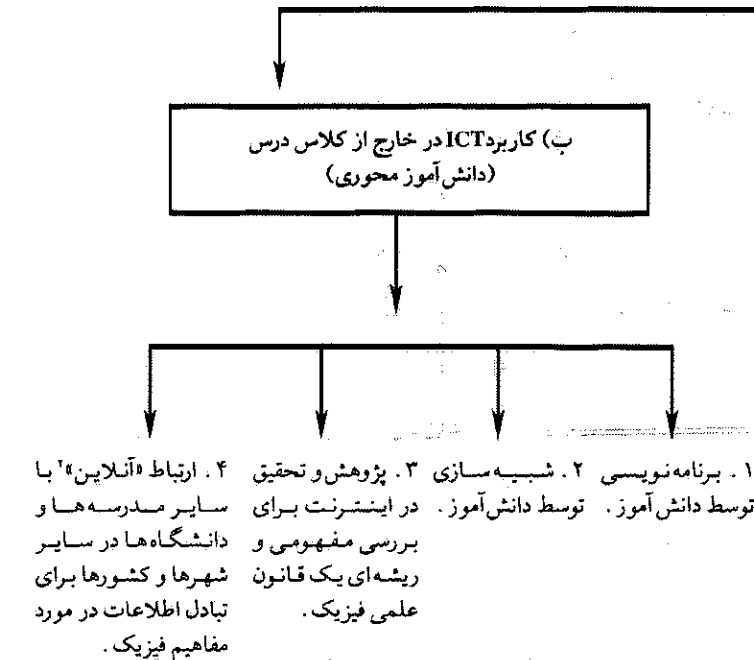 ب) کاربرد ICT در خارج از کلاس درس
(دانش‌آموز محوری)
۱. برنامه‌نویسی
توسط دانش‌آموز.
۲. شبیه‌سازی
توسط دانش‌آموز.
۳. پژوهش و تحقیق
در اینترنت برای
بررسی مفهومی و
ریشه‌ای یک قانون
علمی فیزیک.
۴. ارتباط «آنلاین»۲ با
سایر مدرسه‌ها و
دانشگاه‌ها در سایر
شهرها و کشورها برای
تبادل اطلاعات در مورد
مفاهیم فیزیک.